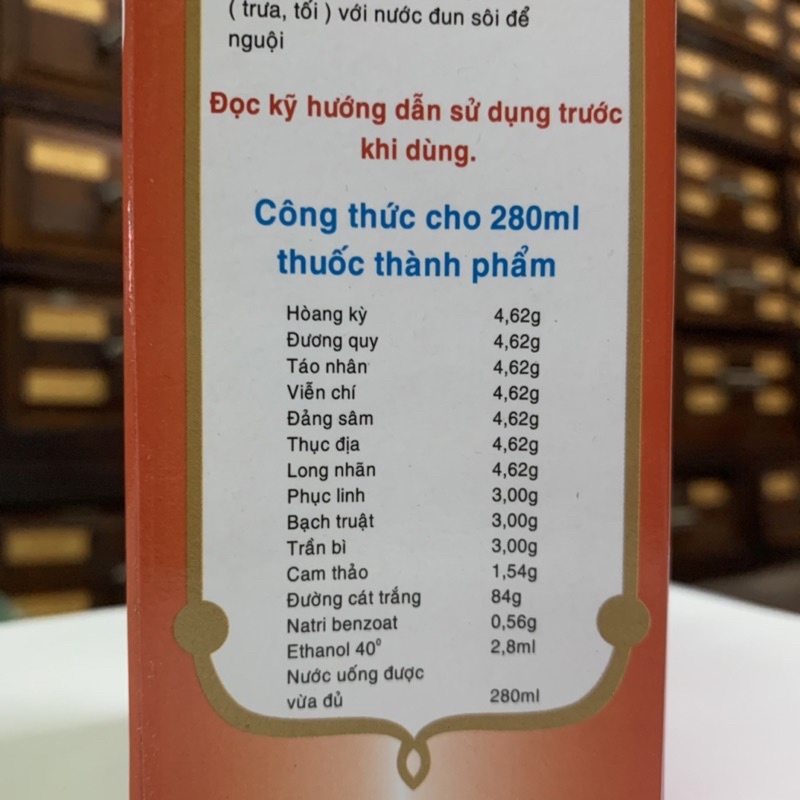 ( trưa, tối ) với nước đun sôi để
nguội
Đọc kỹ hướng dẫn sử dụng trước
khi dùng.
Công thức cho 280ml
thuốc thành phẩm
Hòang kỳ 4,62g
Đương quy 4,62g
Táo nhân 4,62g
Viễn chí 4,62g
Đảng sâm 4,62g
Thục địa 4,62g
Long nhãn 4,62g
Phục linh 3,00g
Bạch truật 3,00g
Trần bì 3,00g
Cam thảo 1,54g
Đường cát trắng 84g
Natri benzoat 0,56g
Ethanol 40⁰ 2,8ml
Nước uống được
vừa đủ 280ml